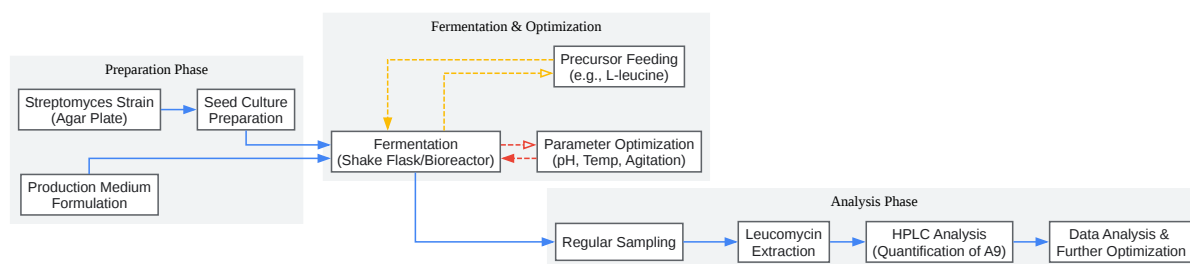 Fermentation & Optimization
Precursor Feeding
(e.g., L-leucine)
Preparation Phase
Streptomyces Strain
(Agar Plate)
Seed Culture
Preparation
Fermentation
(Shake Flask/Bioreactor)
Parameter Optimization
(pH, Temp, Agitation)
Production Medium
Formulation
Analysis Phase
Regular Sampling
Leucomycin
Extraction
HPLC Analysis
(Quantification of A9)
Data Analysis &
Further Optimization